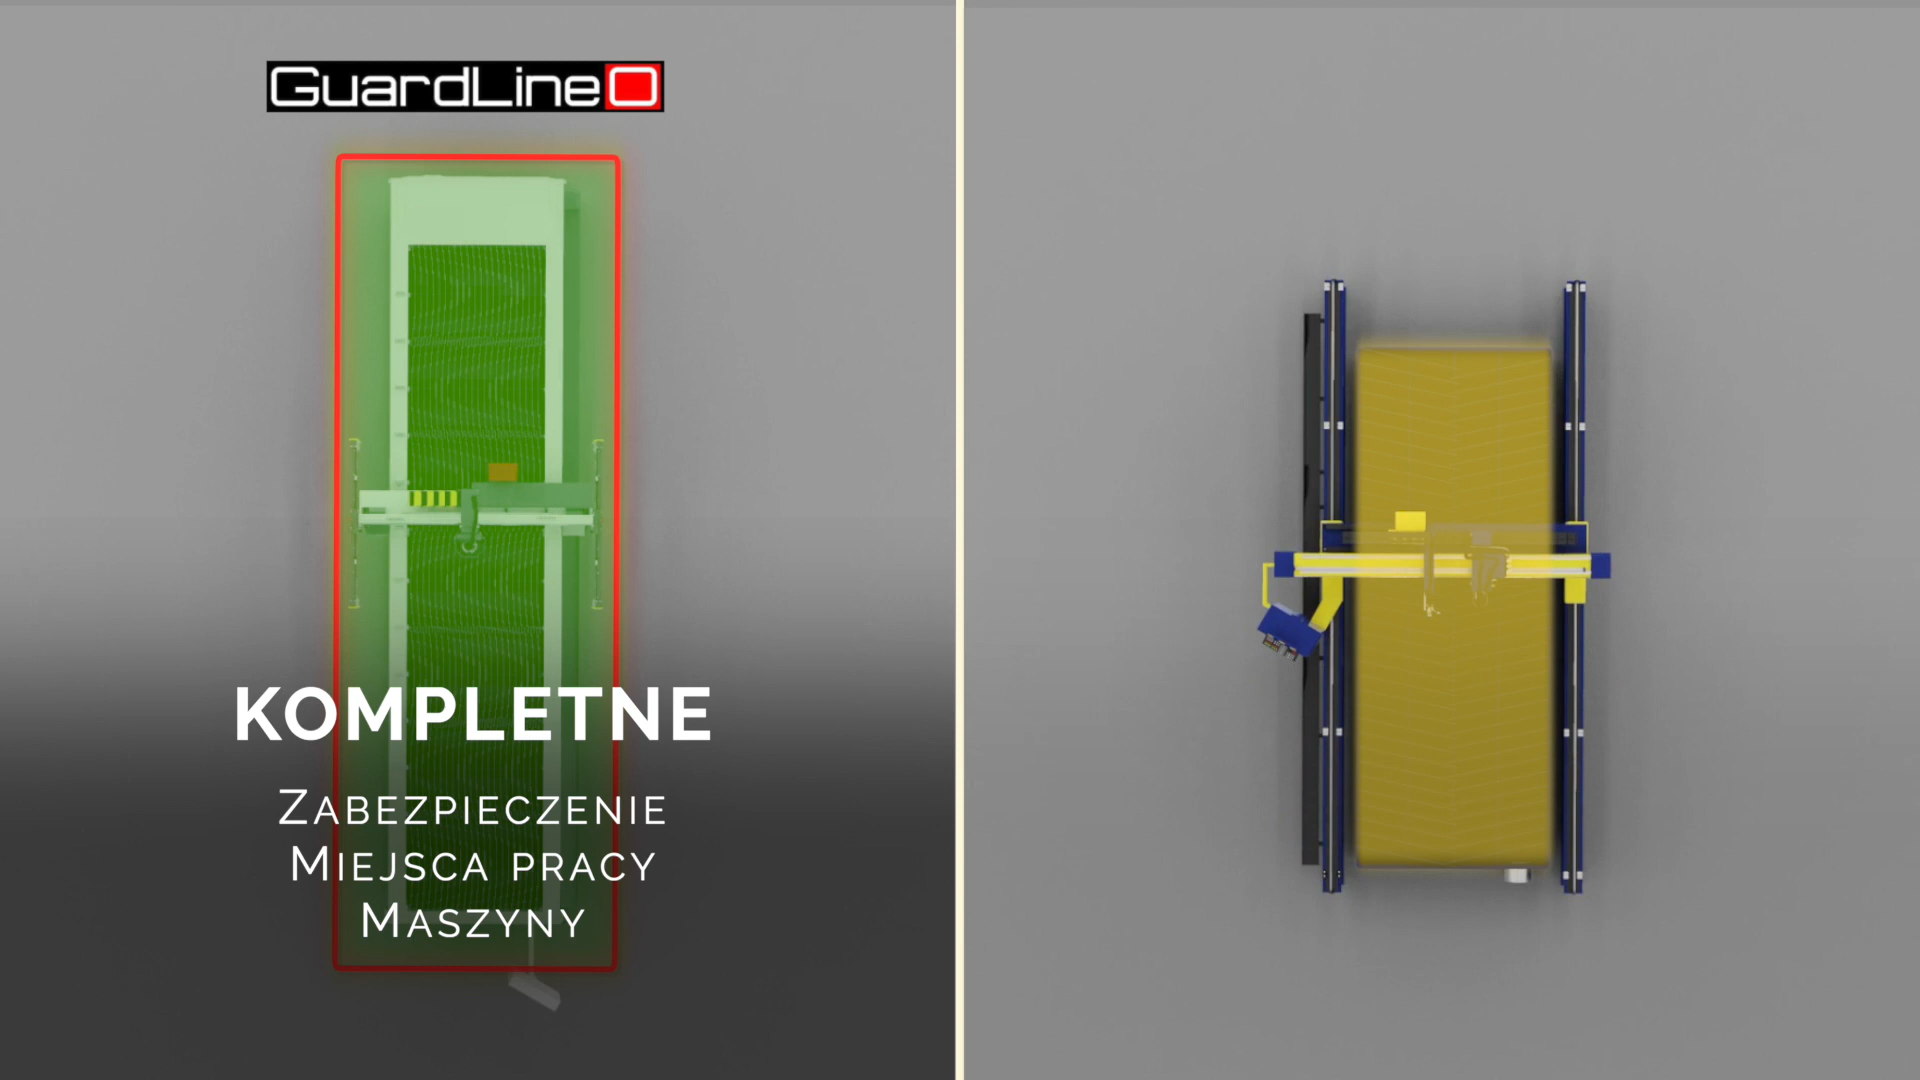 GuardLine
KOMPLETNE
Zabezpieczenie
Miejsca pracy
Maszyny